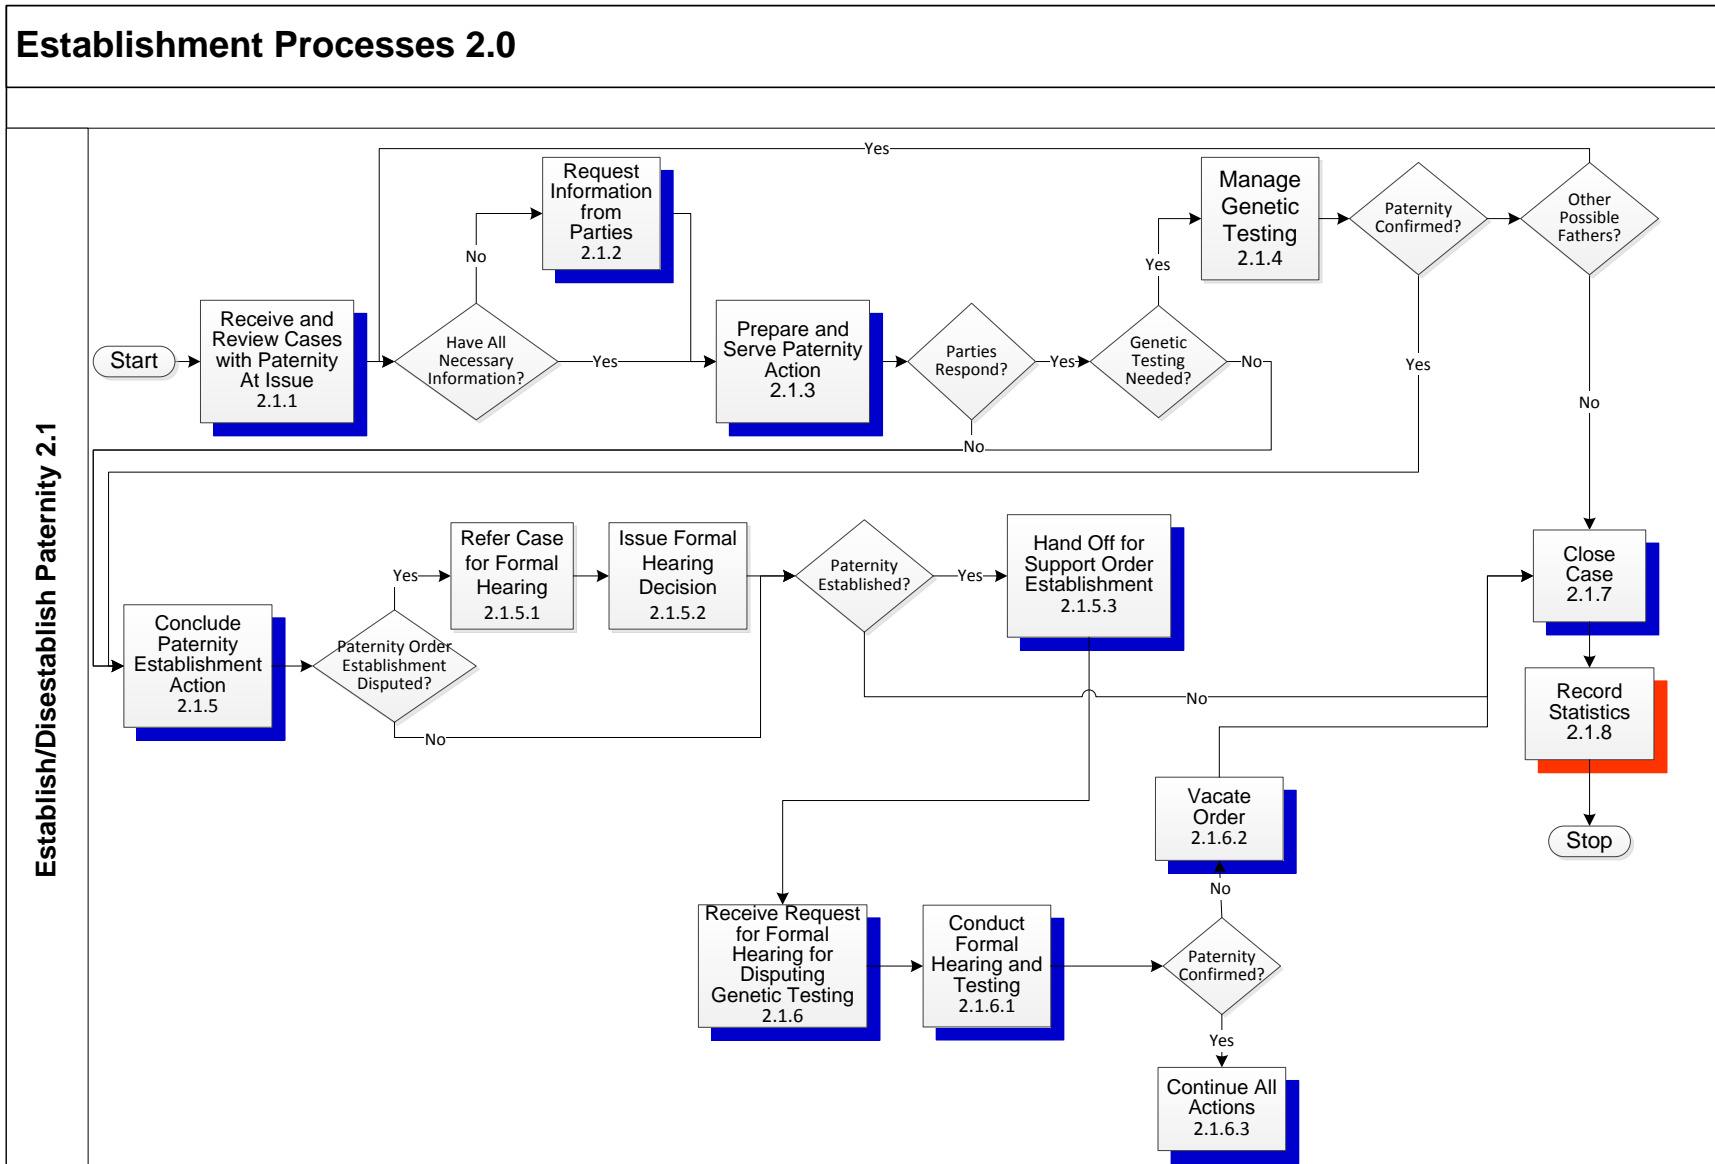 Establishment Processes 2.0
Establish/Disestablish Paternity 2.1
Start
Receive and
Review Cases
with Paternity
At Issue
2.1.1
Have All
Necessary
Information?
No
Request
Information
from
Parties
2.1.2
Yes
Yes
Prepare and
Serve Paternity
Action
2.1.3
Parties
Respond?
Yes
No
Genetic
Testing
Needed?
Yes
No
Manage
Genetic
Testing
2.1.4
Paternity
Confirmed?
Yes
Other
Possible
Fathers?
No
Conclude
Paternity
Establishment
Action
2.1.5
Paternity Order
Establishment
Disputed?
Yes
No
Refer Case
for Formal
Hearing
2.1.5.1
Issue Formal
Hearing
Decision
2.1.5.2
Paternity
Established?
Yes
No
Hand Off for
Support Order
Establishment
2.1.5.3
Close
Case
2.1.7
Record
Statistics
2.1.8
Stop
Receive Request
for Formal
Hearing for
Disputing
Genetic Testing
2.1.6
Conduct
Formal
Hearing and
Testing
2.1.6.1
Paternity
Confirmed?
No
Vacate
Order
2.1.6.2
Yes
Continue All
Actions
2.1.6.3